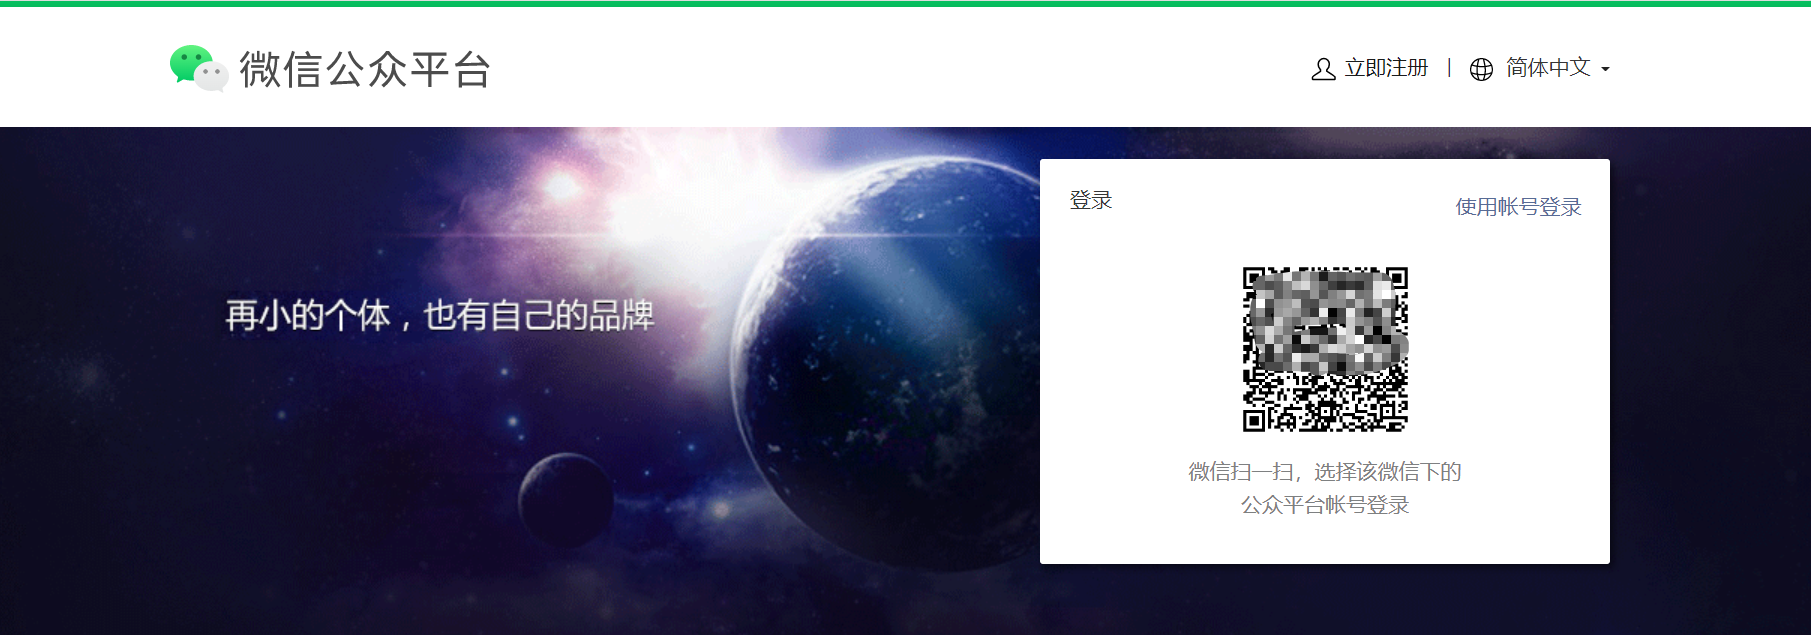 微信公众平台
立即注册 | 简体中文
登录
使用帐号登录
再小的个体，也有自己的品牌
微信扫一扫，选择该微信下的
公众平台帐号登录